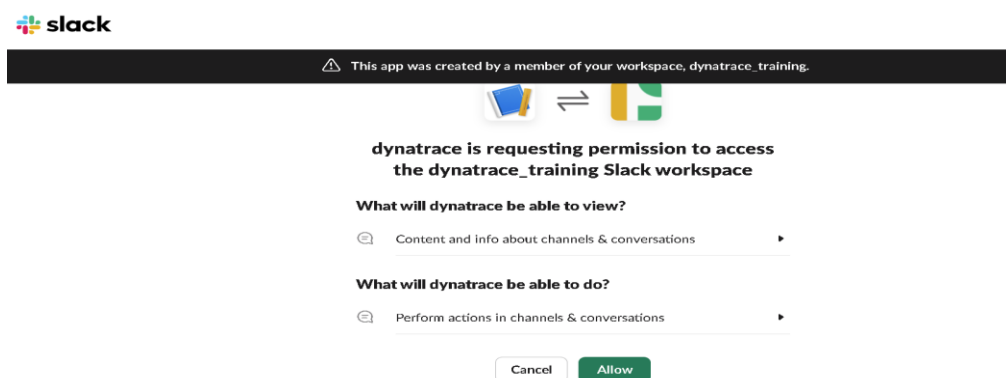 slack
This app was created by a member of your workspace, dynatrace_training.
dynatrace is requesting permission to access
the dynatrace_training Slack workspace
What will dynatrace be able to view?
Content and info about channels & conversations
What will dynatrace be able to do?
Perform actions in channels & conversations
Cancel Allow